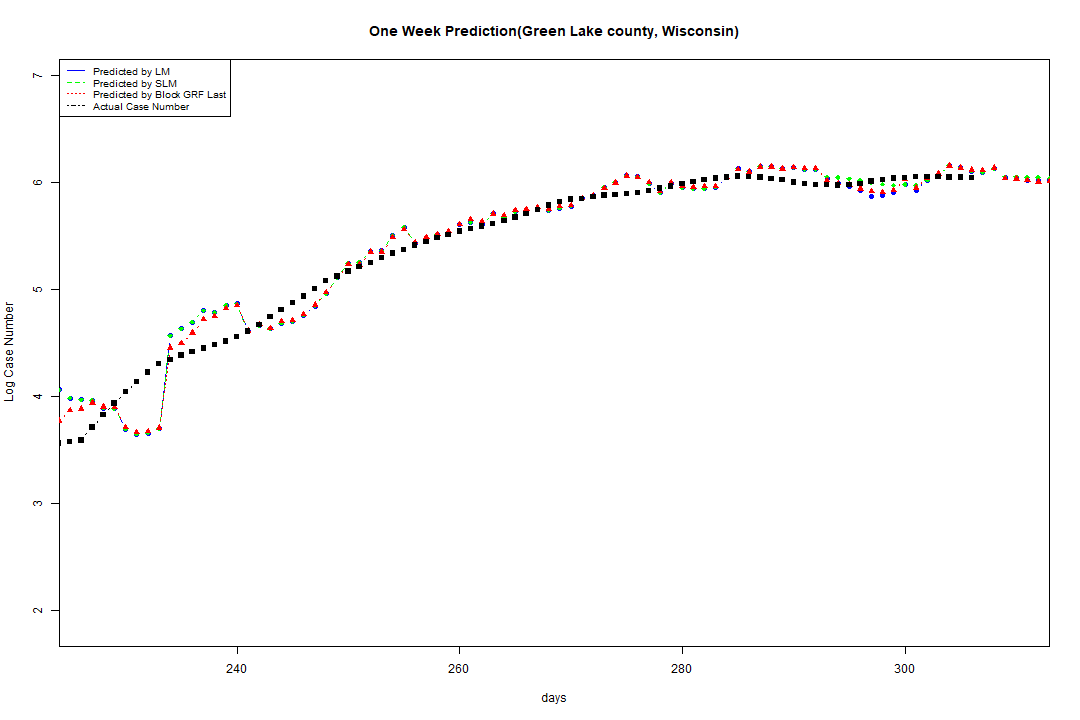 One Week Prediction(Green Lake county, Wisconsin)
Predicted by LM
Predicted by SLM
Predicted by Block GRF Last
Actual Case Number
7
6
5
4
3
2
Log Case Number
240 260 280 300
days